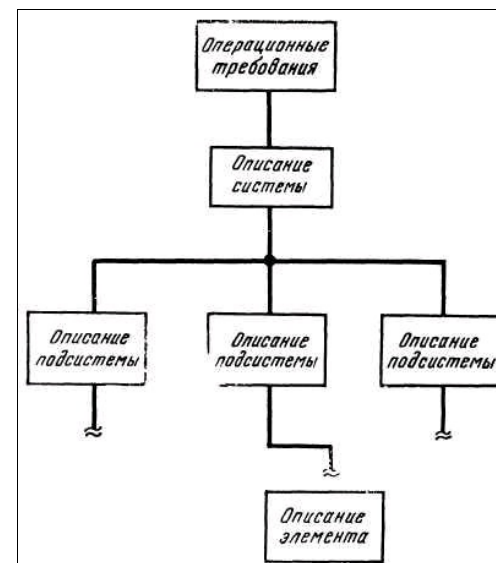 Операционные
требования
Описание
системы
Описание
подсистемы
Описание
подсистемы
Описание
подсистемы
Описание
элемента